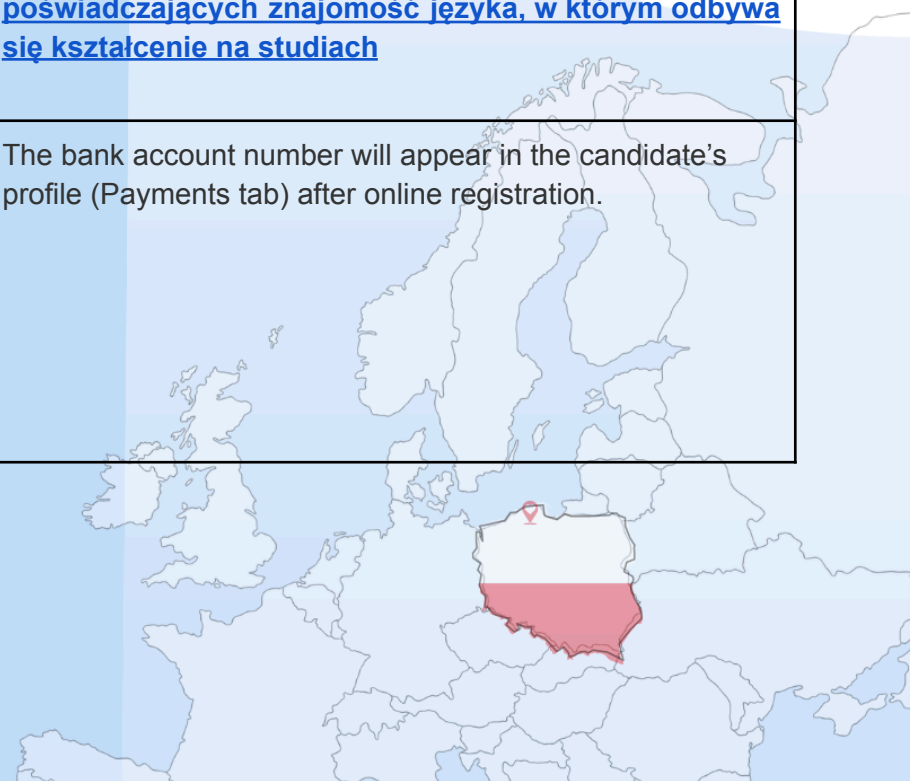 poświadczających znajomość języka, w którym odbywa
się kształcenie na studiach
The bank account number will appear in the candidate's
profile (Payments tab) after online registration.